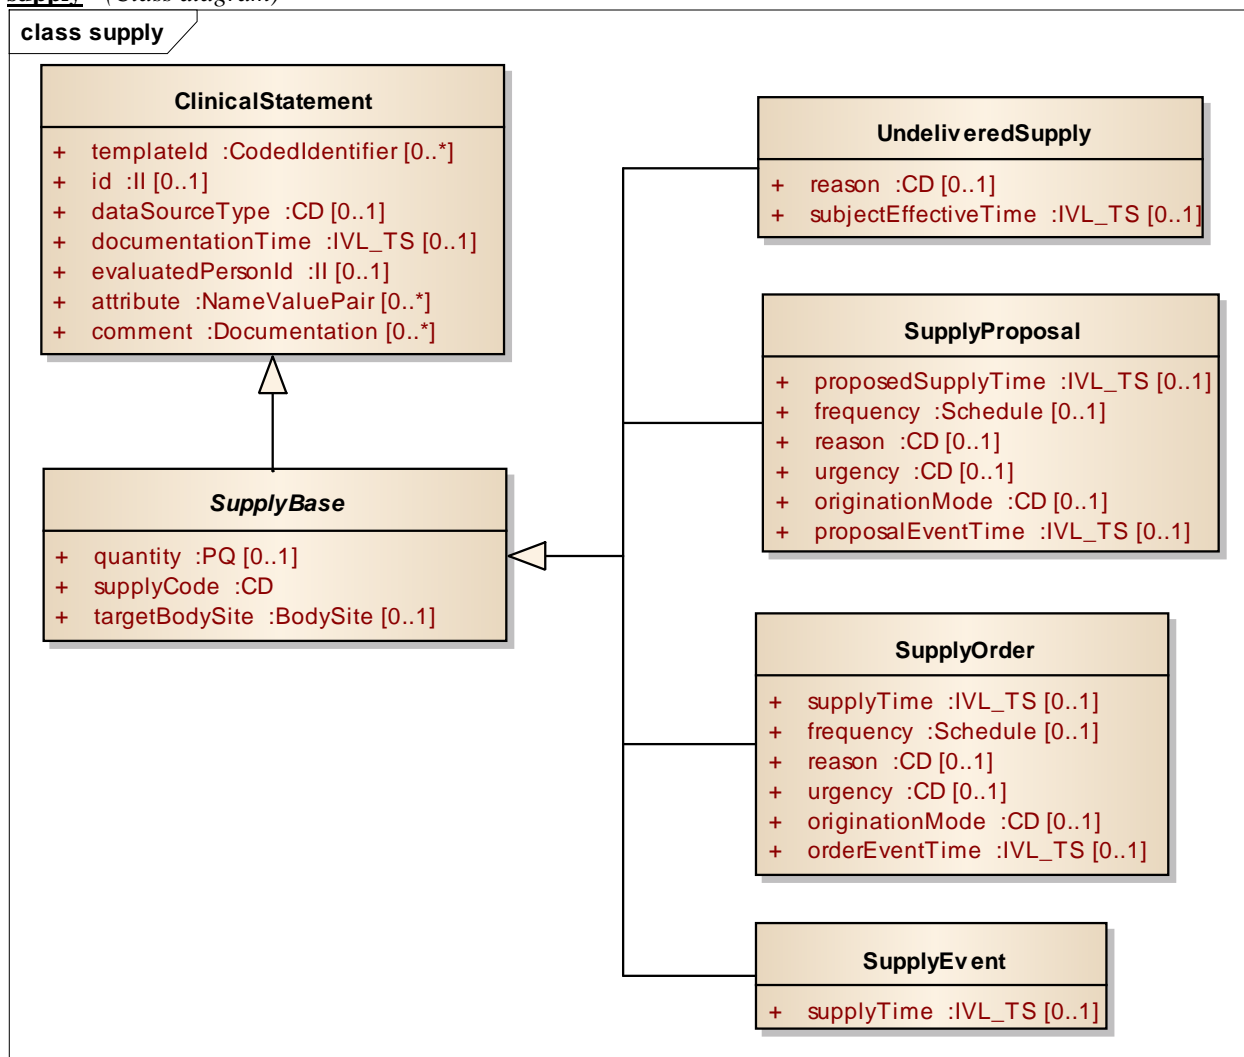 supply (Class diagram)
class supply
ClinicalStatement
+ templateId :CodedIdentifier [0..*]
+ id :II [0..1]
+ dataSourceType :CD [0..1]
+ documentationTime :IVL_TS [0..1]
+ evaluatedPersonId :II [0..1]
+ attribute :NameValuePair [0..*]
+ comment :Documentation [0..*]
SupplyBase
+ quantity :PQ [0..1]
+ supplyCode :CD
+ targetBodySite :BodySite [0..1]
UndeliveredSupply
+ reason :CD [0..1]
+ subjectEffectiveTime :IVL_TS [0..1]
SupplyProposal
+ proposedSupplyTime :IVL_TS [0..1]
+ frequency :Schedule [0..1]
+ reason :CD [0..1]
+ urgency :CD [0..1]
+ originationMode :CD [0..1]
+ proposalEventTime :IVL_TS [0..1]
SupplyOrder
+ supplyTime :IVL_TS [0..1]
+ frequency :Schedule [0..1]
+ reason :CD [0..1]
+ urgency :CD [0..1]
+ originationMode :CD [0..1]
+ orderEventTime :IVL_TS [0..1]
SupplyEvent
+ supplyTime :IVL_TS [0..1]